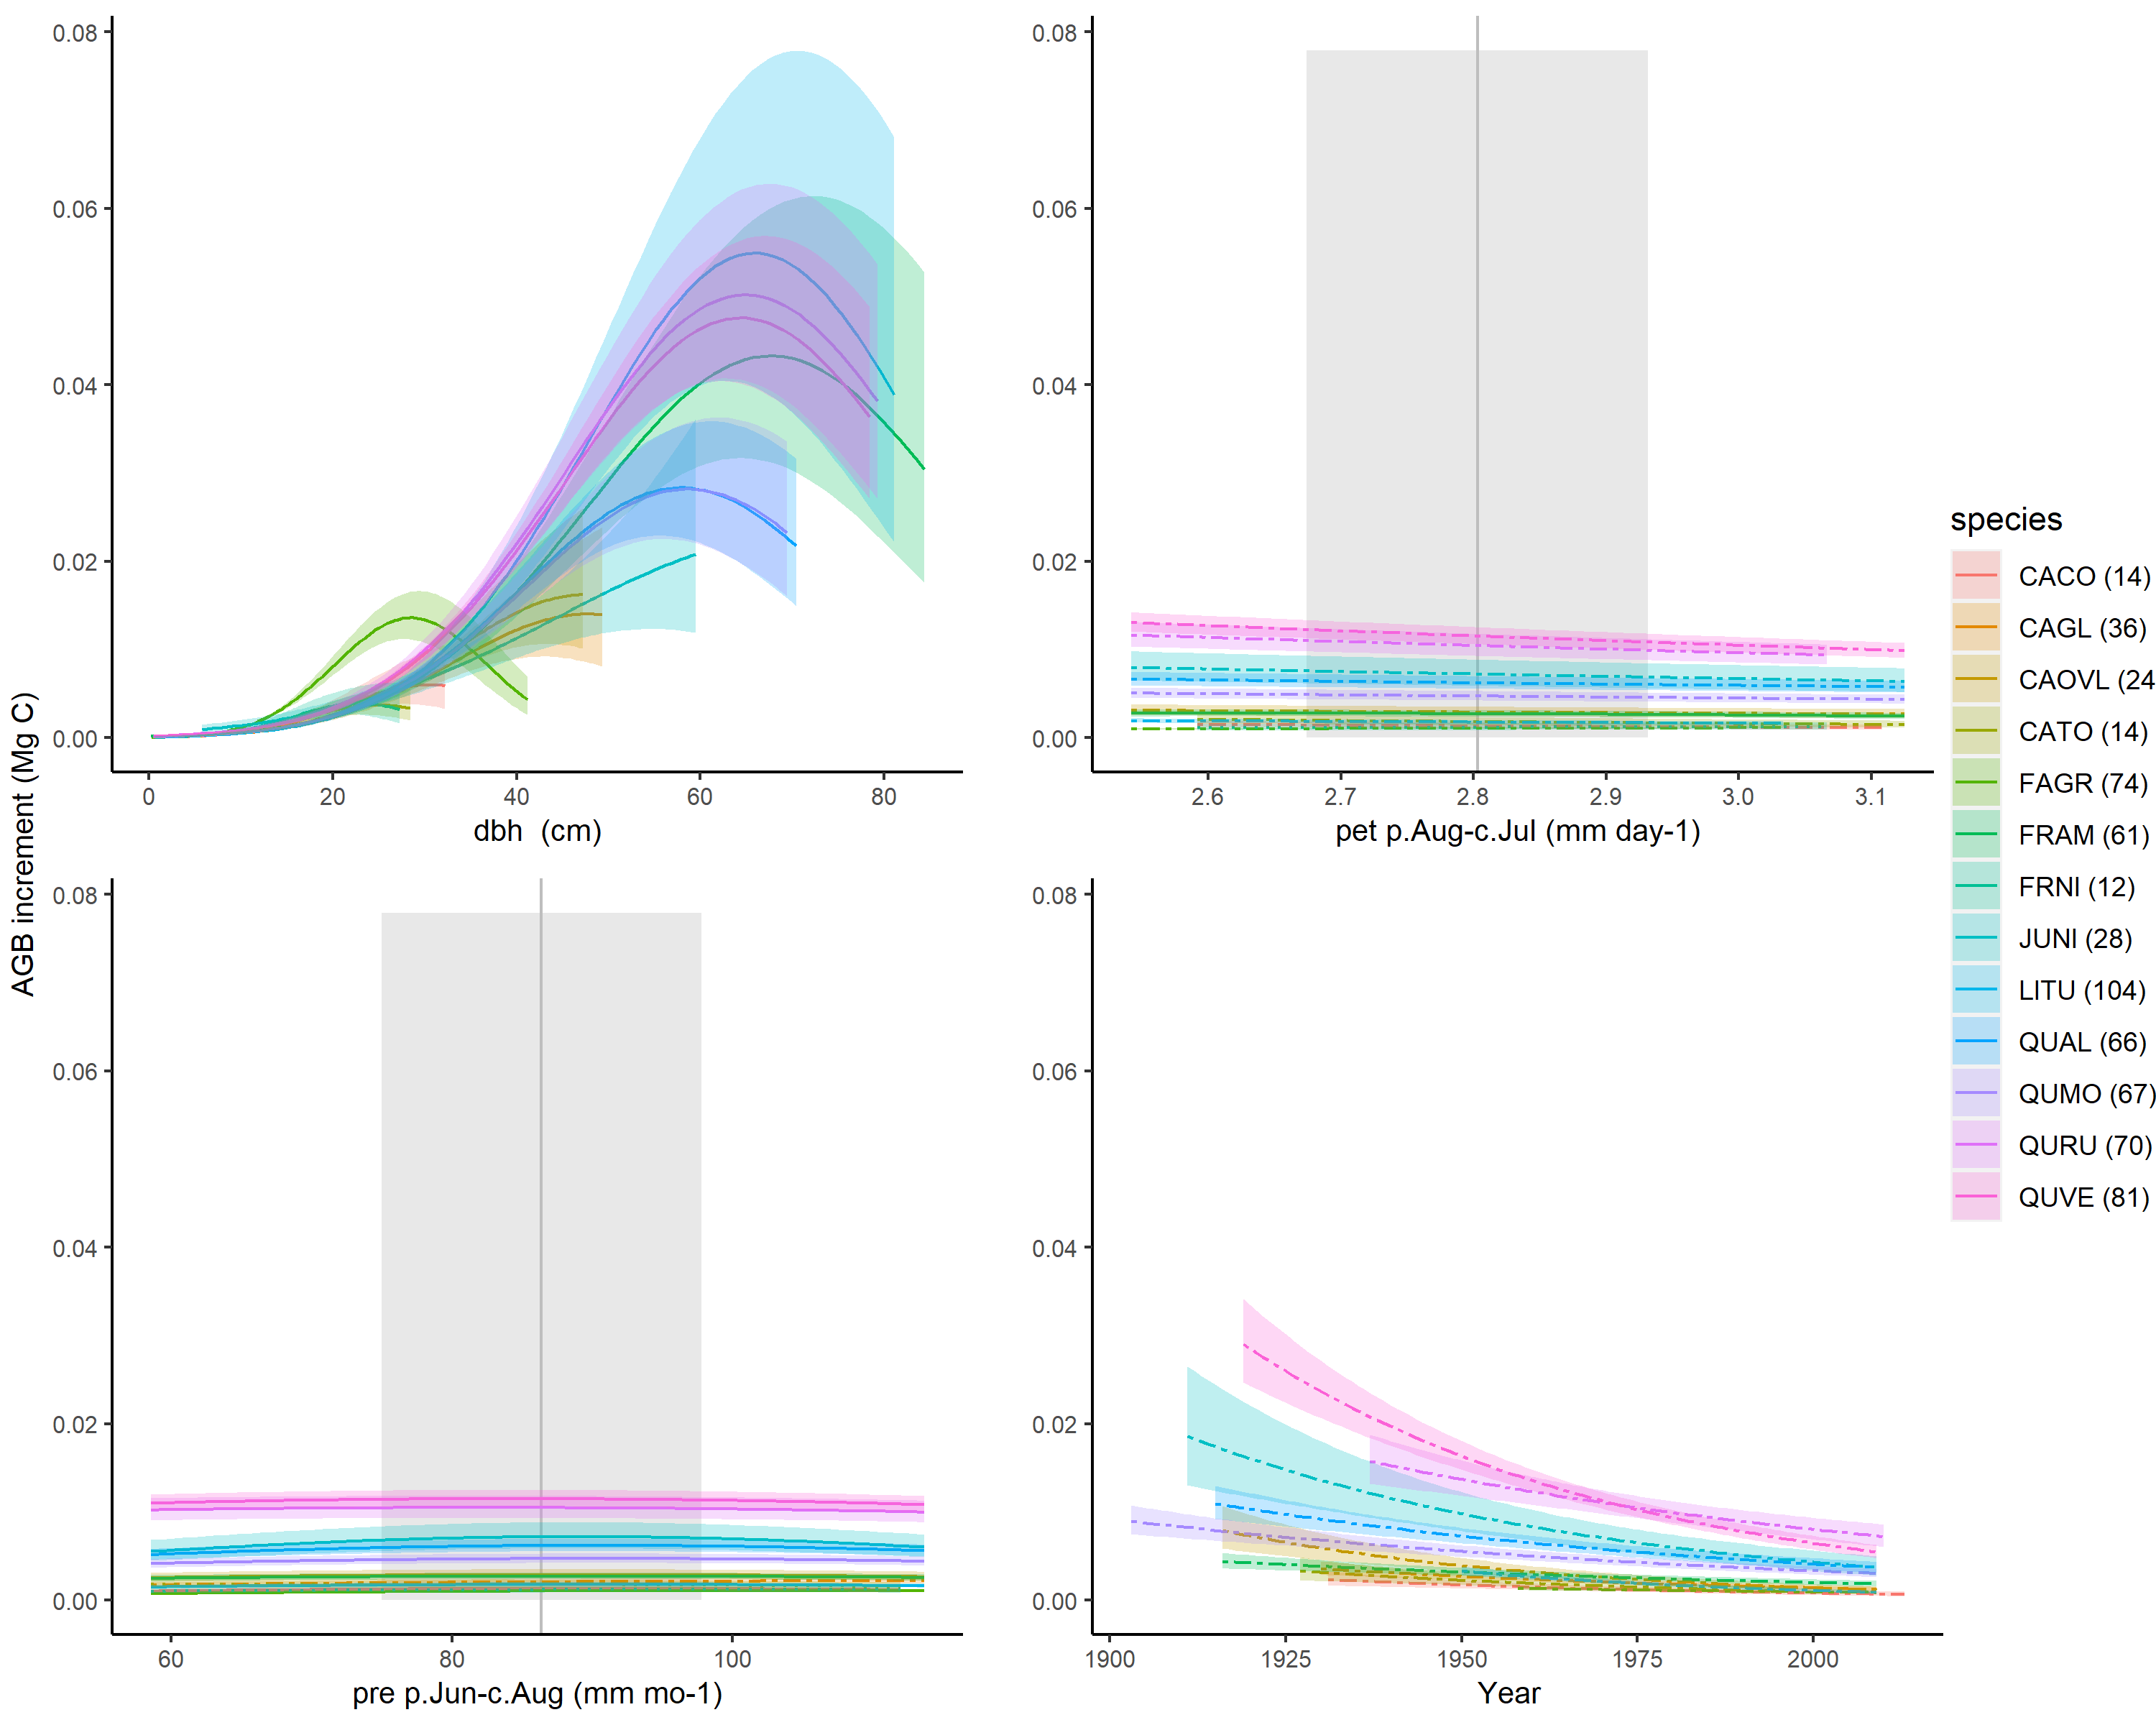 0.08
0.06
0.04
0.02
0.00
0 20 40 60 80
dbh (cm)
0.08
0.06
0.04
0.02
0.00
2.6 2.7 2.8 2.9 3.0 3.1
pet p.Aug-c.Jul (mm day-1)
AGB increment (Mg C)
0.08
0.06
0.04
0.02
0.00
60 80 100
pre p.Jun-c.Aug (mm mo-1)
0.08
0.06
0.04
0.02
0.00
1900 1925 1950 1975 2000
Year
species
CACO (14)
CAGL (36)
CAOVL (24
CATO (14)
FAGR (74)
FRAM (61)
FRNI (12)
JUNI (28)
LITU (104)
QUAL (66)
QUMO (67)
QURU (70)
QUVE (81)